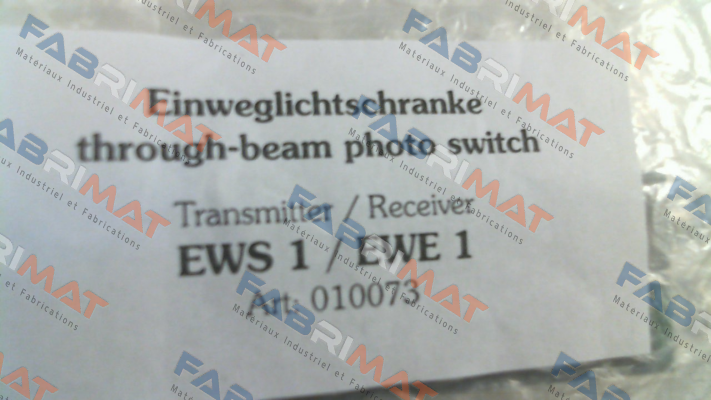 Einweglichtschranke
through-beam photo switch
Transmitter / Receiver
EWS 1 / EWE 1
Art: 010073
FABRIMAT
Materiaux Industriel et Fabrications